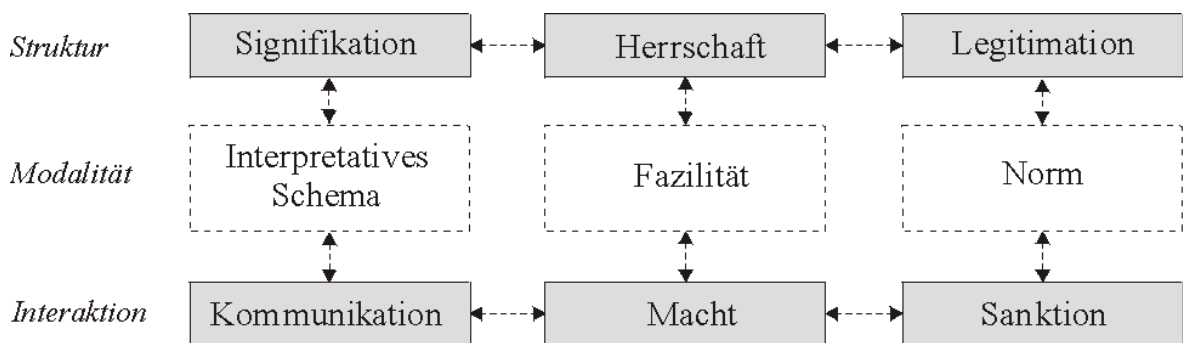 Struktur
Signifikation
Herrschaft
Legitimation
Modalität
Interpretatives
Schema
Fazilität
Norm
Interaktion
Kommunikation
Macht
Sanktion